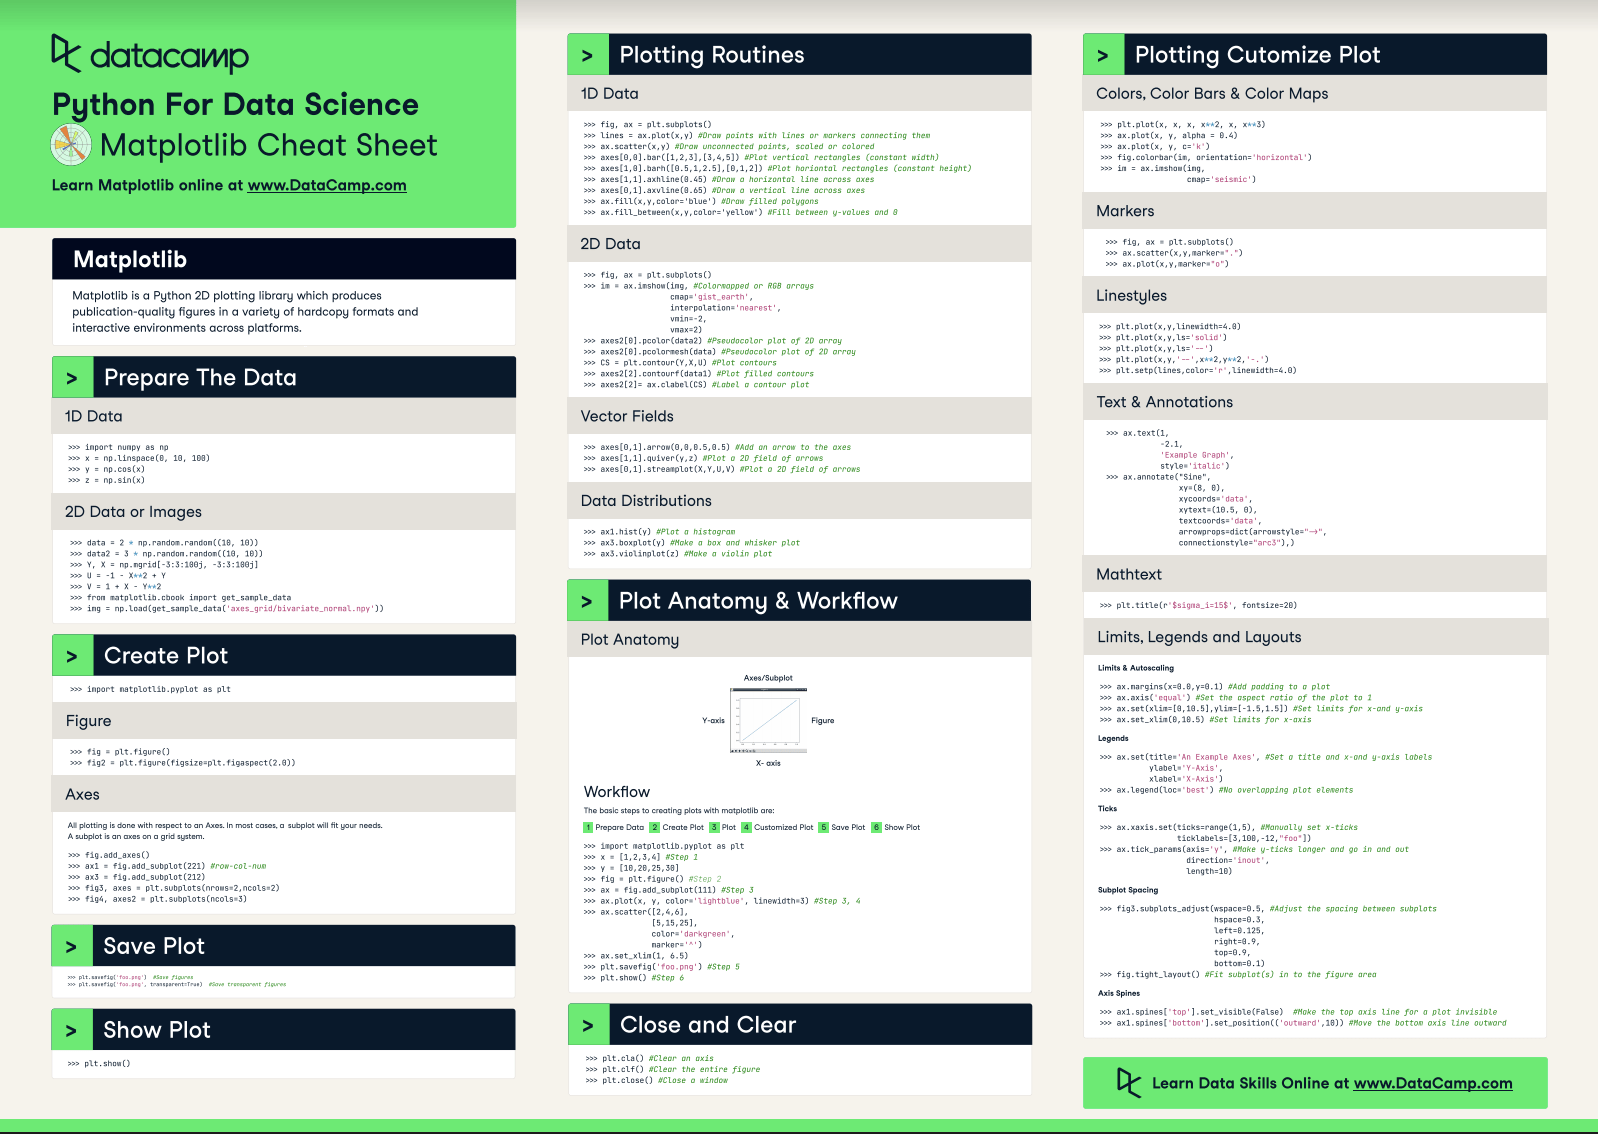 datacamp
Python For Data Science
Matplotlib Cheat Sheet
Learn Matplotlib online at www.DataCamp.com
Matplotlib
Matplotlib is a Python 2D plotting library which produces
publication-quality figures in a variety of hardcopy formats and
interactive environments across platforms.
> Prepare The Data
1D Data
>>> import numpy as np
>>> x = np.linspace(0, 10, 100)
>>> y = np.cos(x)
>>> z = np.sin(x)
2D Data or Images
>>> data = 2 * np.random.random((10, 10))
>>> data2 = 3 * np.random.random((10, 10))
>>> Y, X = np.mgrid[-3:3:100j, -3:3:100j]
>>> U = -1 - X**2 + Y
>>> V = 1 + X - Y**2
>>> from matplotlib.cbook import get_sample_data
>>> img = np.load(get_sample_data('axes_grid/bivariate_normal.npy'))
> Create Plot
>>> import matplotlib.pyplot as plt
Figure
>>> fig = plt.figure()
>>> fig2 = plt.figure(figsize=plt.figaspect(2.0))
Axes
All plotting is done with respect to an Axes. In most cases, a subplot will fit your needs.
A subplot is an axes on a grid system.
>>> fig.add_axes()
>>> ax1 = fig.add_subplot(221) #row-col-num
>>> ax3 = fig.add_subplot(212)
>>> fig3, axes = plt.subplots(nrows=2,ncols=2)
>>> fig4, axes2 = plt.subplots(ncols=3)
> Save Plot
>>> plt.savefig('foo.png') #Save figures
>>> plt.savefig('foo.png', transparent=True) #Save transparent figures
> Show Plot
>>> plt.show()
> Plotting Routines
1D Data
>>> fig, ax = plt.subplots()
>>> lines = ax.plot(x,y) #Draw points with lines or markers connecting them
>>> ax.scatter(x,y) #Draw unconnected points, scaled or colored
>>> axes[0,0].bar([1,2,3],[3,4,5]) #Plot vertical rectangles (constant width)
>>> axes[1,0].barh([0.5,1,2.5],[0,1,2]) #Plot horiontal rectangles (constant height)
>>> axes[1,1].axhline(0.45) #Draw a horizontal line across axes
>>> axes[0,1].axvline(0.65) #Draw a vertical line across axes
>>> ax.fill(x,y,color='blue') #Draw filled polygons
>>> ax.fill_between(x,y,color='yellow') #Fill between y-values and 0
2D Data
>>> fig, ax = plt.subplots()
>>> im = ax.imshow(img, #Colormapped or RGB arrays
cmap='gist_earth',
interpolation='nearest',
vmin=-2,
vmax=2)
>>> axes2[0].pcolor(data2) #Pseudocolor plot of 2D array
>>> axes2[0].pcolormesh(data) #Pseudocolor plot of 2D array
>>> CS = plt.contour(Y,X,U) #Plot contours
>>> axes2[2].contourf(data1) #Plot filled contours
>>> axes2[2]= ax.clabel(CS) #Label a contour plot
Vector Fields
>>> axes[0,1].arrow(0,0,0.5,0.5) #Add an arrow to the axes
>>> axes[1,1].quiver(y,z) #Plot a 2D field of arrows
>>> axes[0,1].streamplot(X,Y,U,V) #Plot a 2D field of arrows
Data Distributions
>>> ax1.hist(y) #Plot a histogram
>>> ax3.boxplot(y) #Make a box and whisker plot
>>> ax3.violinplot(z) #Make a violin plot
> Plot Anatomy & Workflow
Plot Anatomy
Axes/Subplot
Y-axis
Figure
X- axis
Workflow
The basic steps to creating plots with matplotlib are:
1 Prepare Data 2 Create Plot 3 Plot 4 Customized Plot 5 Save Plot 6 Show Plot
>>> import matplotlib.pyplot as plt
>>> x = [1,2,3,4] #Step 1
>>> y = [10,20,25,30]
>>> fig = plt.figure() #Step 2
>>> ax = fig.add_subplot(111) #Step 3
>>> ax.plot(x, y, color='lightblue', linewidth=3) #Step 3, 4
>>> ax.scatter([2,4,6],
[5,15,25],
color='darkgreen',
marker='^')
>>> ax.set_xlim(1, 6.5)
>>> plt.savefig('foo.png') #Step 5
>>> plt.show() #Step 6
> Close and Clear
>>> plt.cla() #Clear an axis
>>> plt.clf() #Clear the entire figure
>>> plt.close() #Close a window
> Plotting Cutomize Plot
Colors, Color Bars & Color Maps
>>> plt.plot(x, x, x, x**2, x, x**3)
>>> ax.plot(x, y, alpha = 0.4)
>>> ax.plot(x, y, c='k')
>>> fig.colorbar(im, orientation='horizontal')
>>> im = ax.imshow(img,
cmap='seismic')
Markers
>>> fig, ax = plt.subplots()
>>> ax.scatter(x,y,marker=".")
>>> ax.plot(x,y,marker="o")
Linestyles
>>> plt.plot(x,y,linewidth=4.0)
>>> plt.plot(x,y,ls='solid')
>>> plt.plot(x,y,ls='--')
>>> plt.plot(x,y,'--',x**2,y**2,'-.')
>>> plt.setp(lines,color='r',linewidth=4.0)
Text & Annotations
>>> ax.text(1,
-2.1,
'Example Graph',
style='italic')
>>> ax.annotate("Sine",
xy=(8, 0),
xycoords='data',
xytext=(10.5, 0),
textcoords='data',
arrowprops=dict(arrowstyle="->",
connectionstyle="arc3"),)
Mathtext
>>> plt.title(r'$sigma_i=15$', fontsize=20)
Limits, Legends and Layouts
Limits & Autoscaling
>>> ax.margins(x=0.0,y=0.1) #Add padding to a plot
>>> ax.axis('equal') #Set the aspect ratio of the plot to 1
>>> ax.set(xlim=[0,10.5],ylim=[-1.5,1.5]) #Set limits for x-and y-axis
>>> ax.set_xlim(0,10.5) #Set limits for x-axis
Legends
>>> ax.set(title='An Example Axes', #Set a title and x-and y-axis labels
ylabel='Y-Axis',
xlabel='X-Axis')
>>> ax.legend(loc='best') #No overlapping plot elements
Ticks
>>> ax.xaxis.set(ticks=range(1,5), #Manually set x-ticks
ticklabels=[3,100,-12,"foo"])
>>> ax.tick_params(axis='y', #Make y-ticks longer and go in and out
direction='inout',
length=10)
Subplot Spacing
>>> fig3.subplots_adjust(wspace=0.5, #Adjust the spacing between subplots
hspace=0.3,
left=0.125,
right=0.9,
top=0.9,
bottom=0.1)
>>> fig.tight_layout() #Fit subplot(s) in to the figure area
Axis Spines
>>> ax1.spines['top'].set_visible(False) #Make the top axis line for a plot invisible
>>> ax1.spines['bottom'].set_position(('outward',10)) #Move the bottom axis line outward
Learn Data Skills Online at www.DataCamp.com